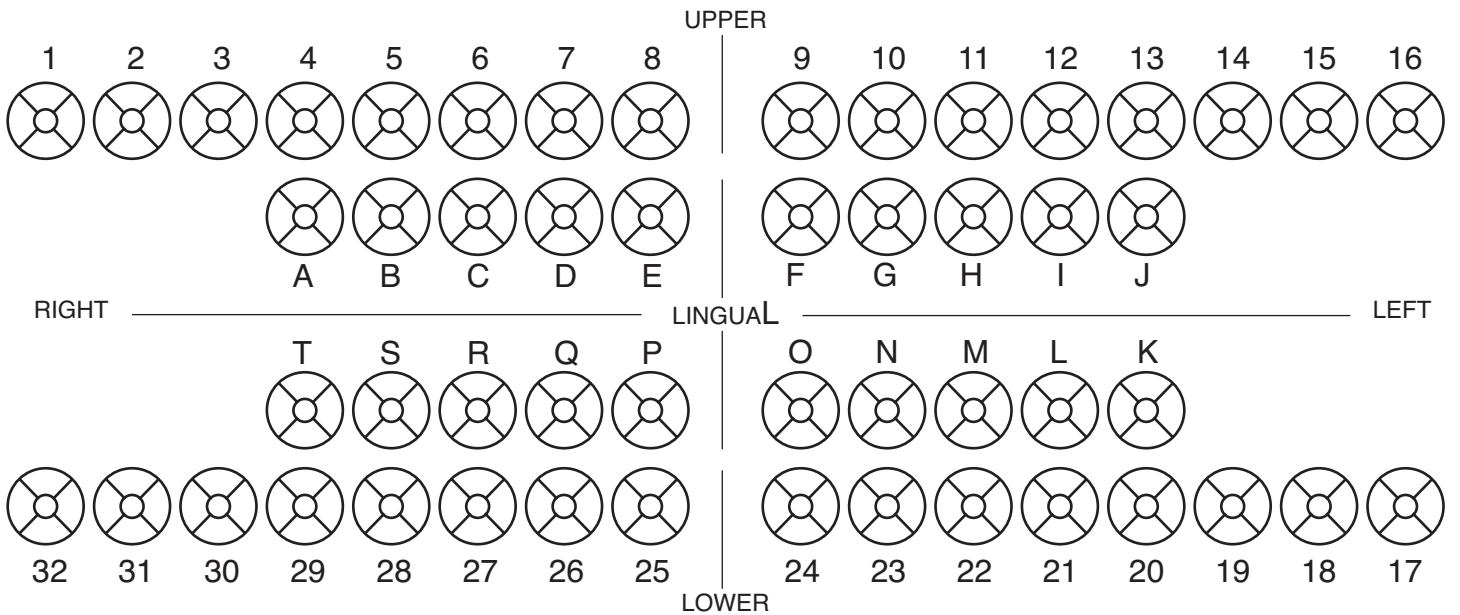 UPPER
1 2 3 4 5 6 7 8 9 10 11 12 13 14 15 16
A B C D E F G H I J
RIGHT LINGUAL LEFT
T S R Q P O N M L K
32 31 30 29 28 27 26 25 24 23 22 21 20 19 18 17
LOWER